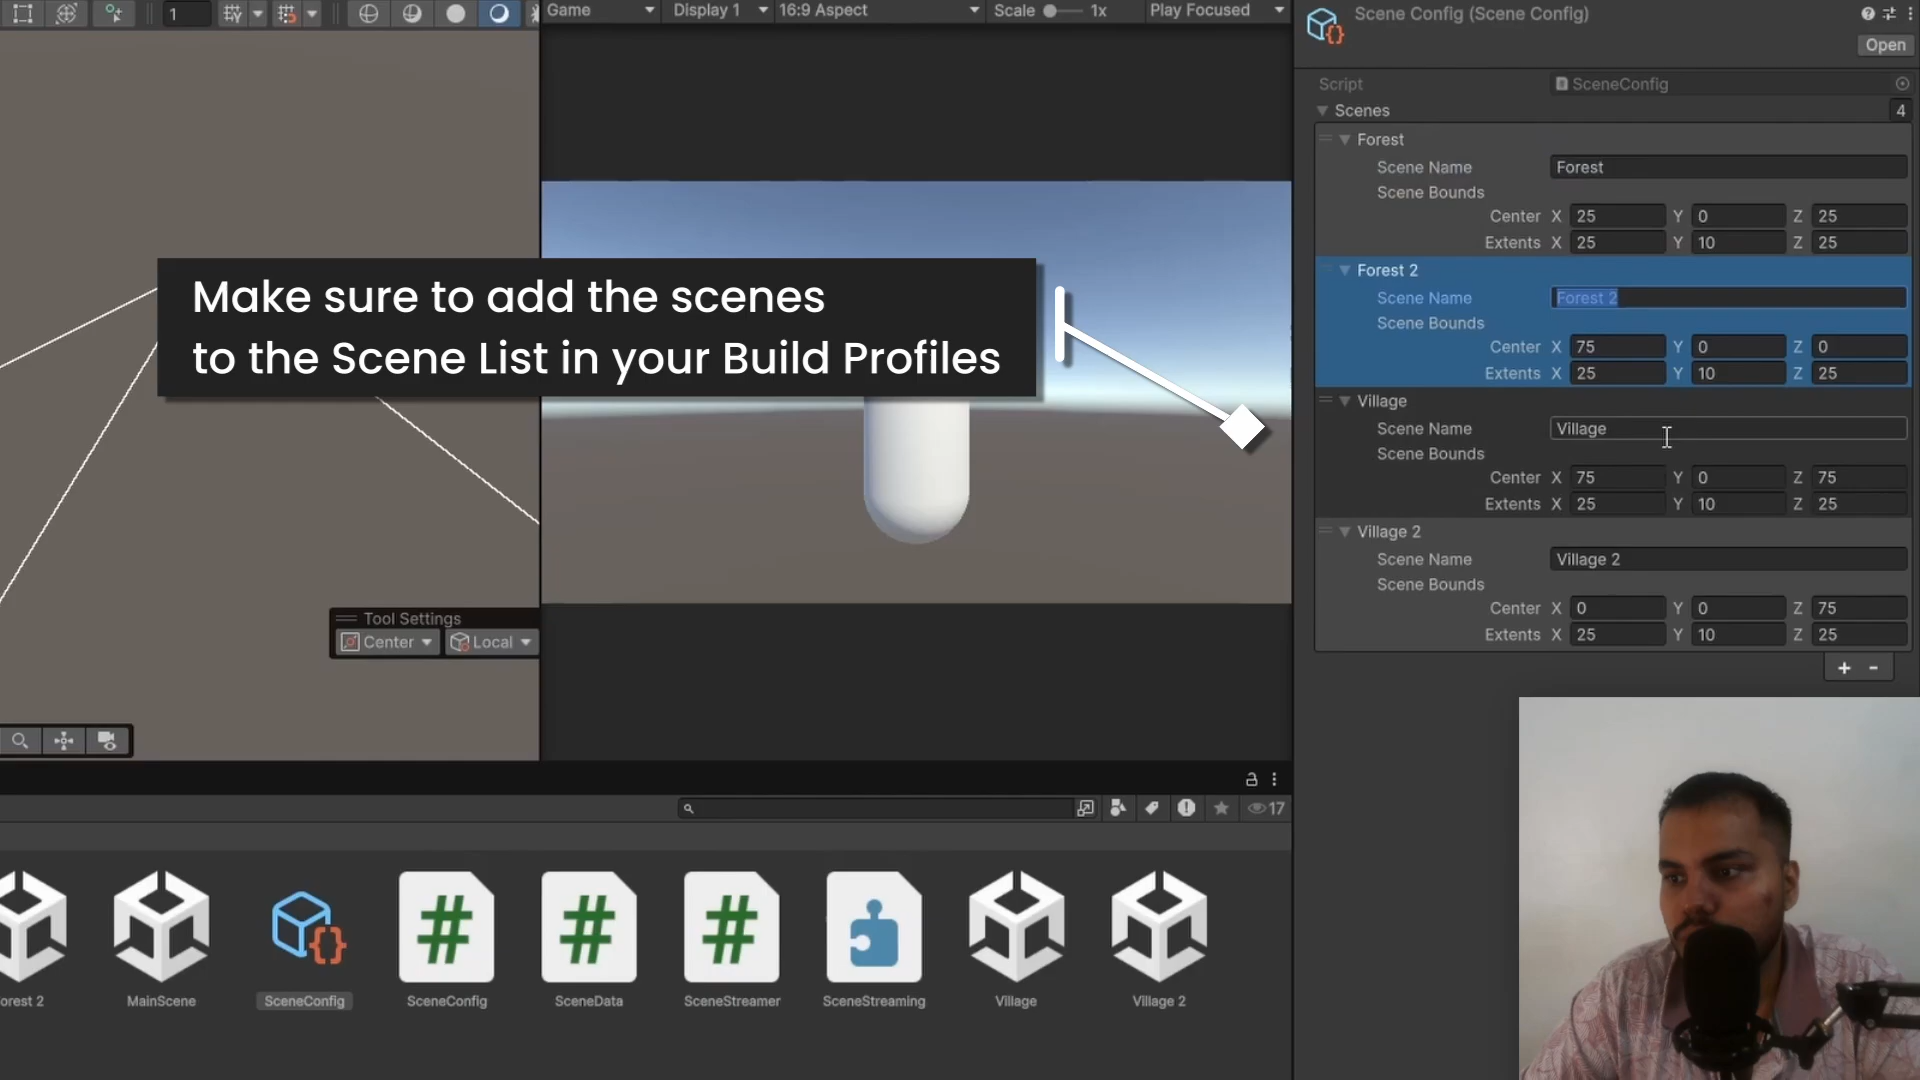 1
Game
Display 1
16:9 Aspect
Scale
1x
Play Focused
Scene Config (Scene Config)
Open
Script
SceneConfig
Scenes
4
Forest
Scene Name
Forest
Scene Bounds
Center X 25 Y 0 Z 25
Extents X 25 Y 10 Z 25
Forest 2
Scene Name
Forest 2
Scene Bounds
Center X 75 Y 0 Z 0
Extents X 25 Y 10 Z 25
Village
Scene Name
Village
Scene Bounds
Center X 75 Y 0 Z 75
Extents X 25 Y 10 Z 25
Village 2
Scene Name
Village 2
Scene Bounds
Center X 0 Y 0 Z 75
Extents X 25 Y 10 Z 25
+ -
Make sure to add the scenes
to the Scene List in your Build Profiles
Tool Settings
Center
Local
17
orest 2
MainScene
SceneConfig
SceneConfig
SceneData
SceneStreamer
SceneStreaming
Village
Village 2